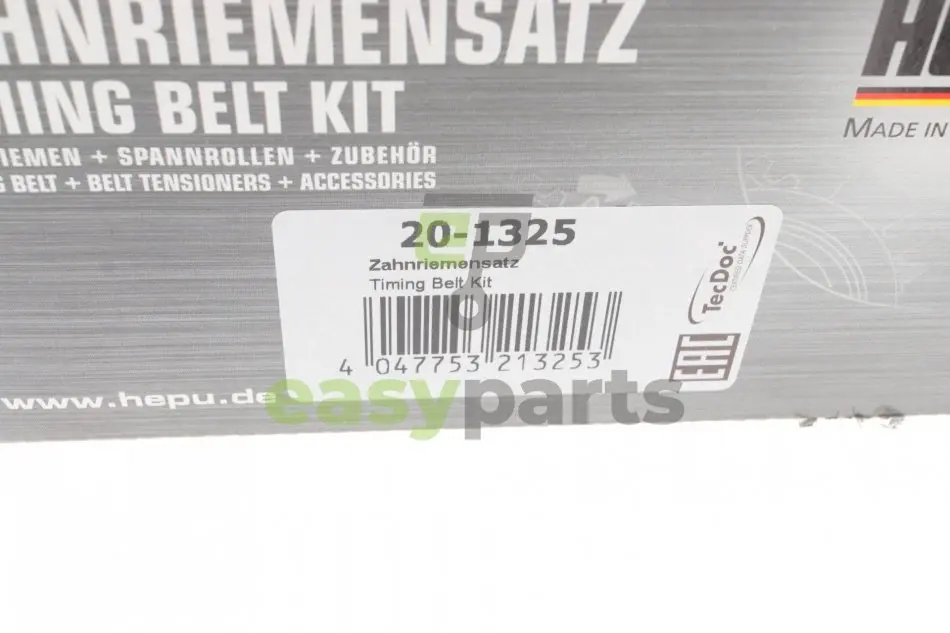 HNRIEMENSATZ
MING BELT KIT
IEMEN + SPANNROLLEN + ZUBEHÖR
G BELT + BELT TENSIONERS + ACCESSORIES
MADE IN
20-1325
Zahnriemensatz
Timing Belt Kit
4 047753 213253
TecDoc
EAC
www.hepu.de
easyparts